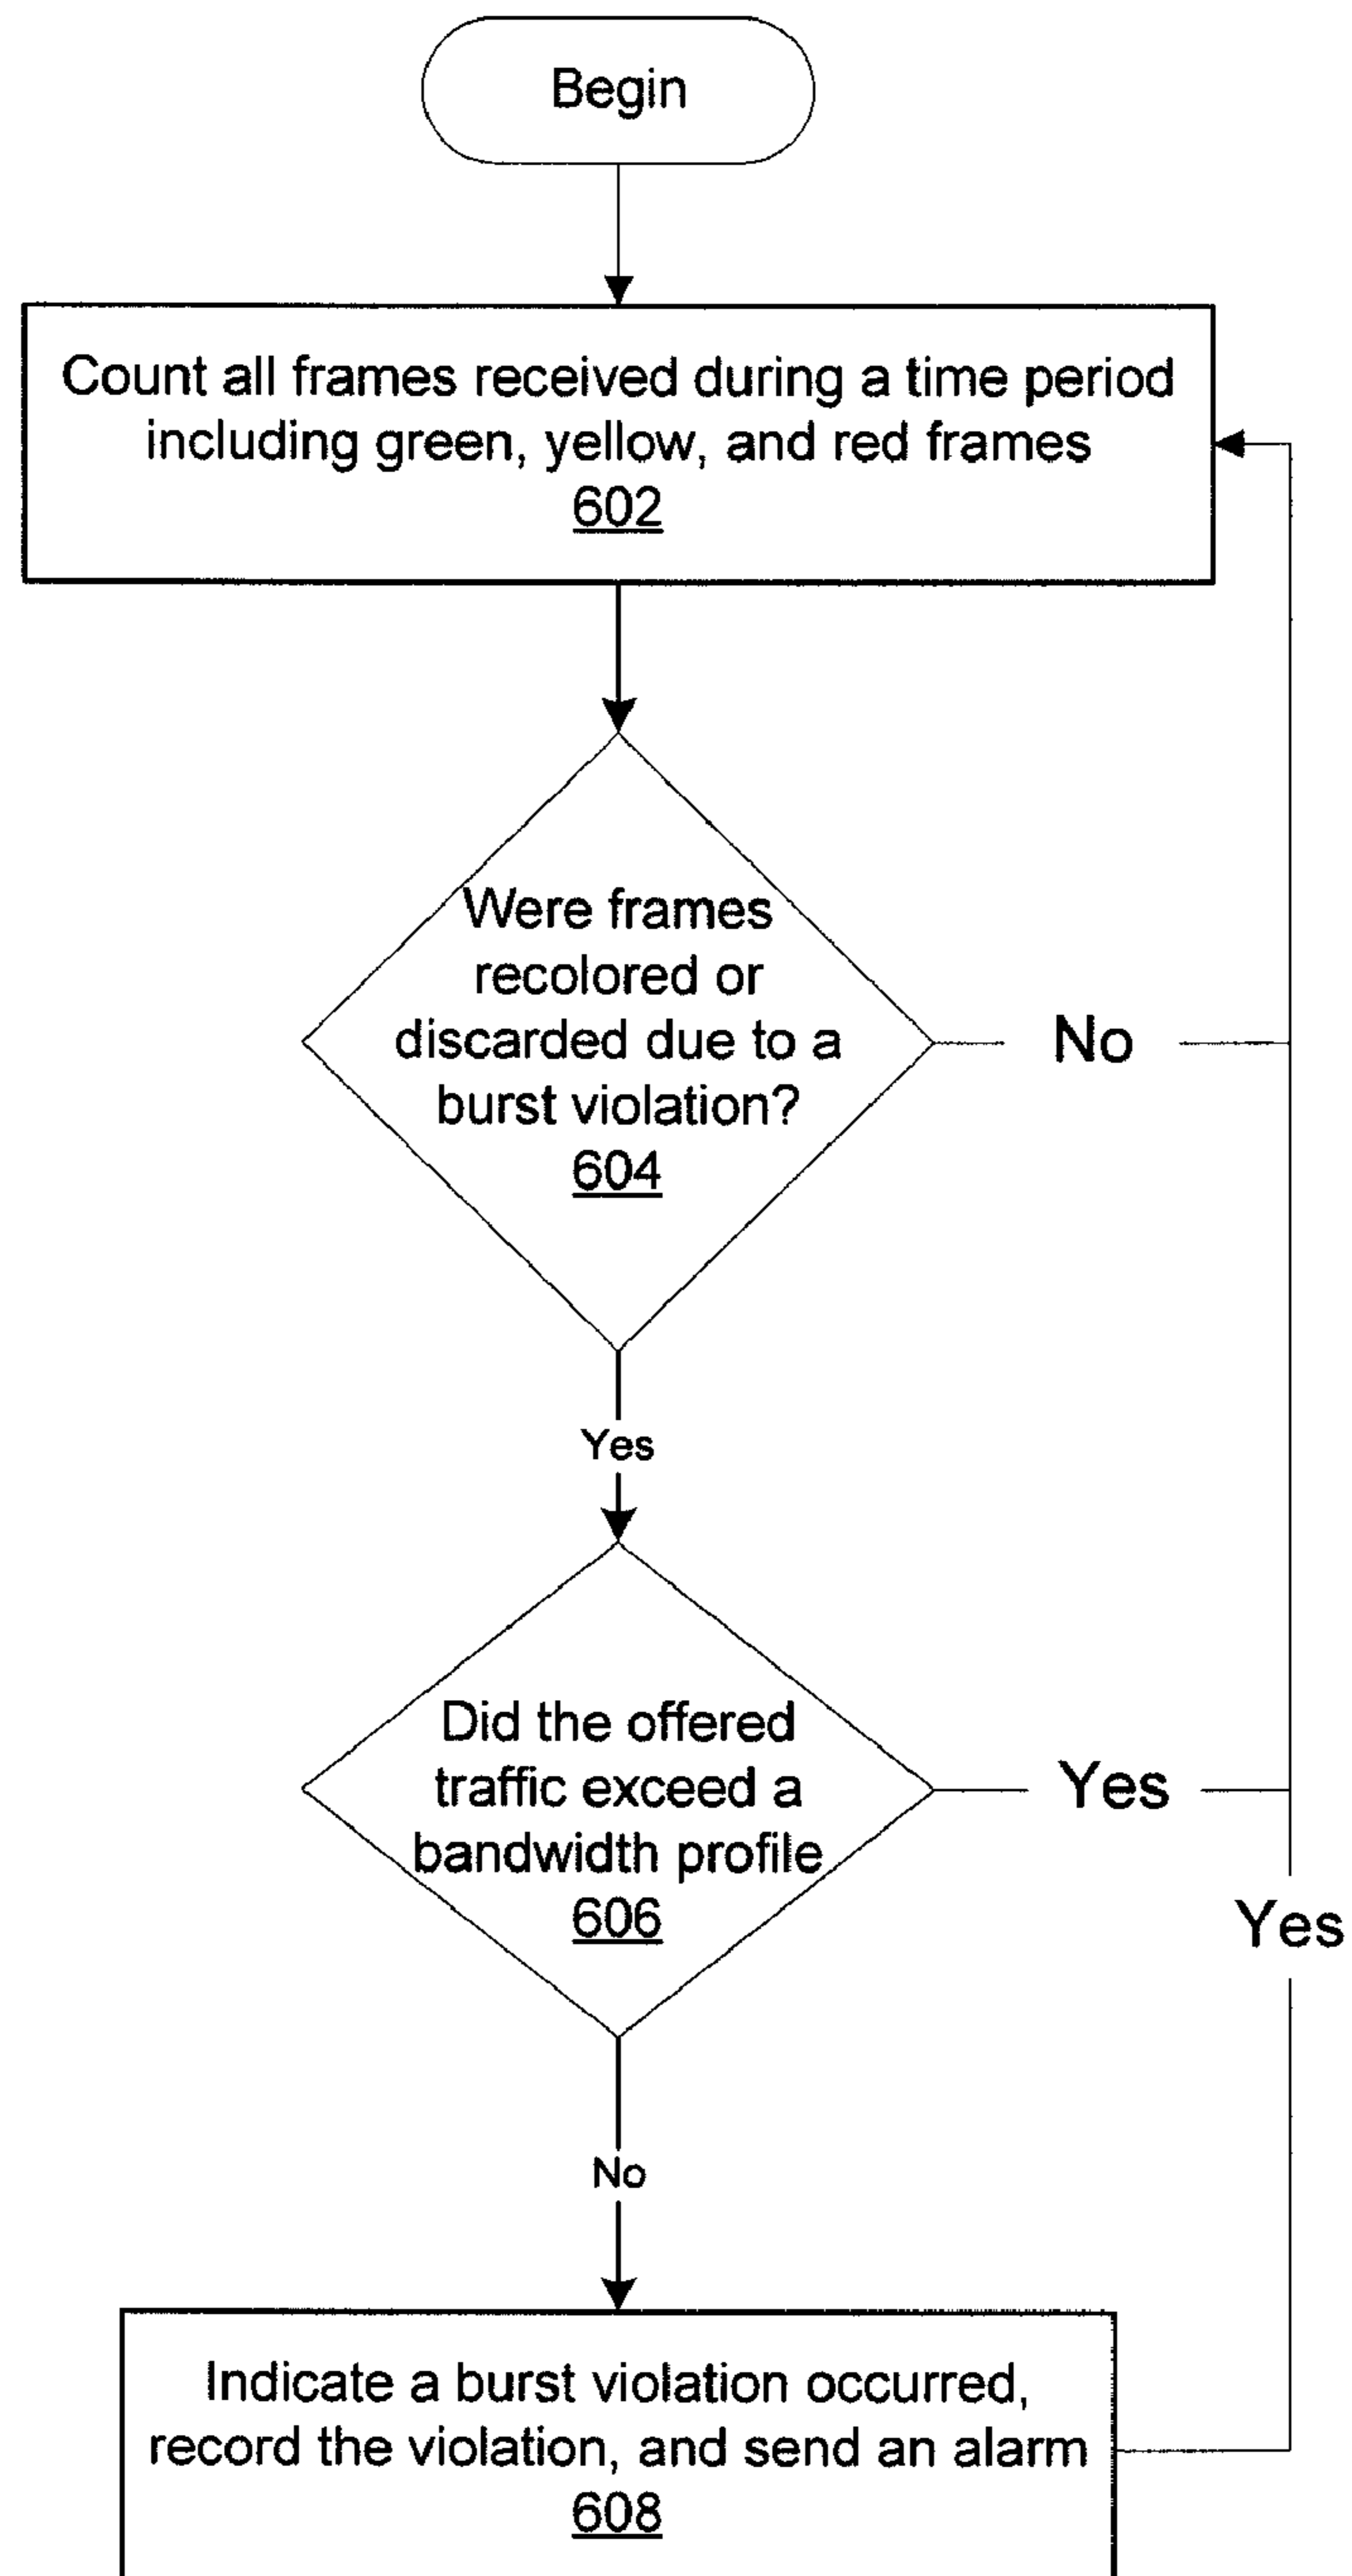 Begin
Count all frames received during a time period
including green, yellow, and red frames
602
Were frames
recolored or
discarded due to a
burst violation?
604
No
Yes
Did the offered
traffic exceed a
bandwidth profile
606
Yes
Yes
No
Indicate a burst violation occurred,
record the violation, and send an alarm
608